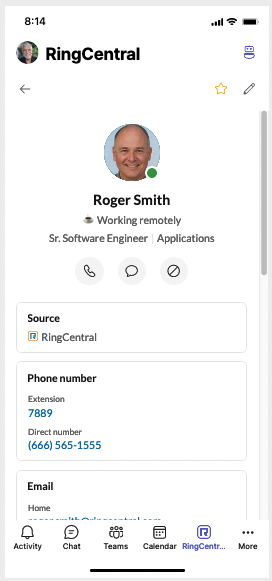 8:14
RingCentral
Roger Smith
Working remotely
Sr. Software Engineer | Applications
Source
RingCentral
Phone number
Extension
7889
Direct number
(666) 565-1555
Email
Home
Activity Chat Teams Calendar RingCentr... More